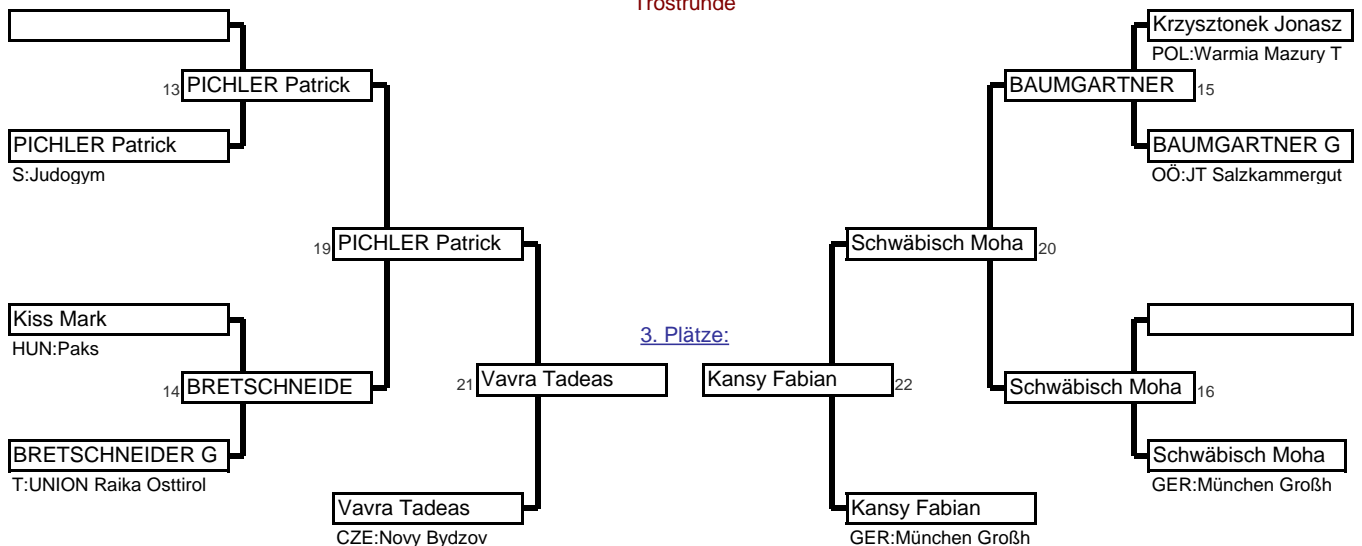 Trostrunde
Krzysztonek Jonasz
POL:Warmia Mazury T
13 PICHLER Patrick
BAUMGARTNER 15
PICHLER Patrick
S:Judogym
BAUMGARTNER G
OÖ:JT Salzkammergut
19 PICHLER Patrick
Schwäbisch Moha 20
Kiss Mark
HUN:Paks
3. Plätze:
14 BRETSCHNEIDE
21 Vavra Tadeas
Kansy Fabian 22
Schwäbisch Moha 16
BRETSCHNEIDER G
T:UNION Raika Osttirol
Schwäbisch Moha
GER:München Großh
Vavra Tadeas
CZE:Novy Bydzov
Kansy Fabian
GER:München Großh